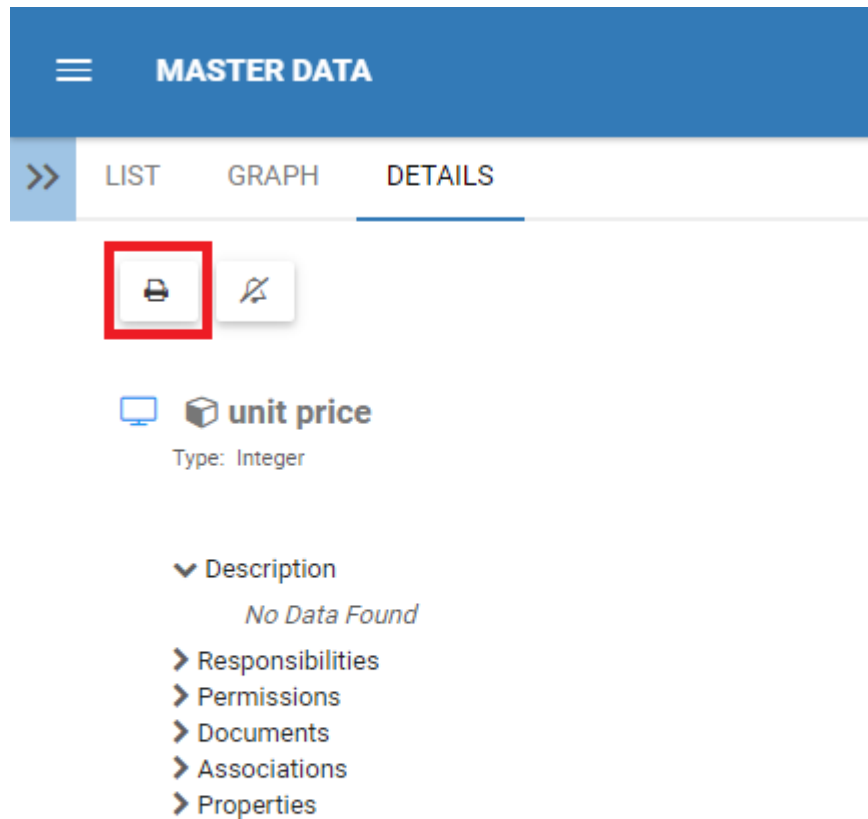 MASTER DATA
LIST GRAPH DETAILS
unit price
Type: Integer
Description
No Data Found
Responsibilities
Permissions
Documents
Associations
Properties